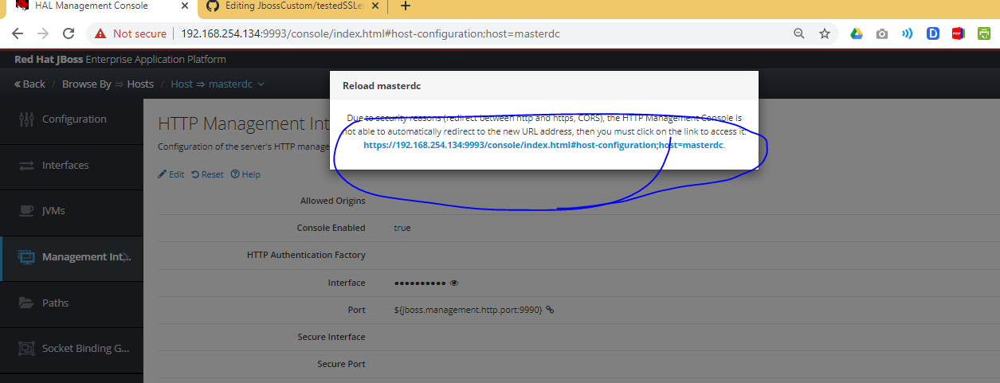 HAL Management Console
Editing JbossCustom/testedSSLe
Not secure 192.168.254.134:9993/console/index.html#host-configuration;host=masterdc
Red Hat JBoss Enterprise Application Platform
Back / Browse By ⇒ Hosts / Host ⇒ masterdc
Reload masterdc
Due to security reasons (redirect between http and https, CORS), the HTTP Management Console is
not able to automatically redirect to the new URL address, then you must click on the link to access it.
https://192.168.254.134:9993/console/index.html#host-configuration;host=masterdc.
Configuration
Interfaces
JVMs
Management Int...
Paths
Socket Binding G...
HTTP Management Int
Configuration of the server's HTTP manage
Edit Reset Help
Allowed Origins
Console Enabled true
HTTP Authentication Factory
Interface ••••••••••
Port ${jboss.management.http.port:9990}
Secure Interface
Secure Port